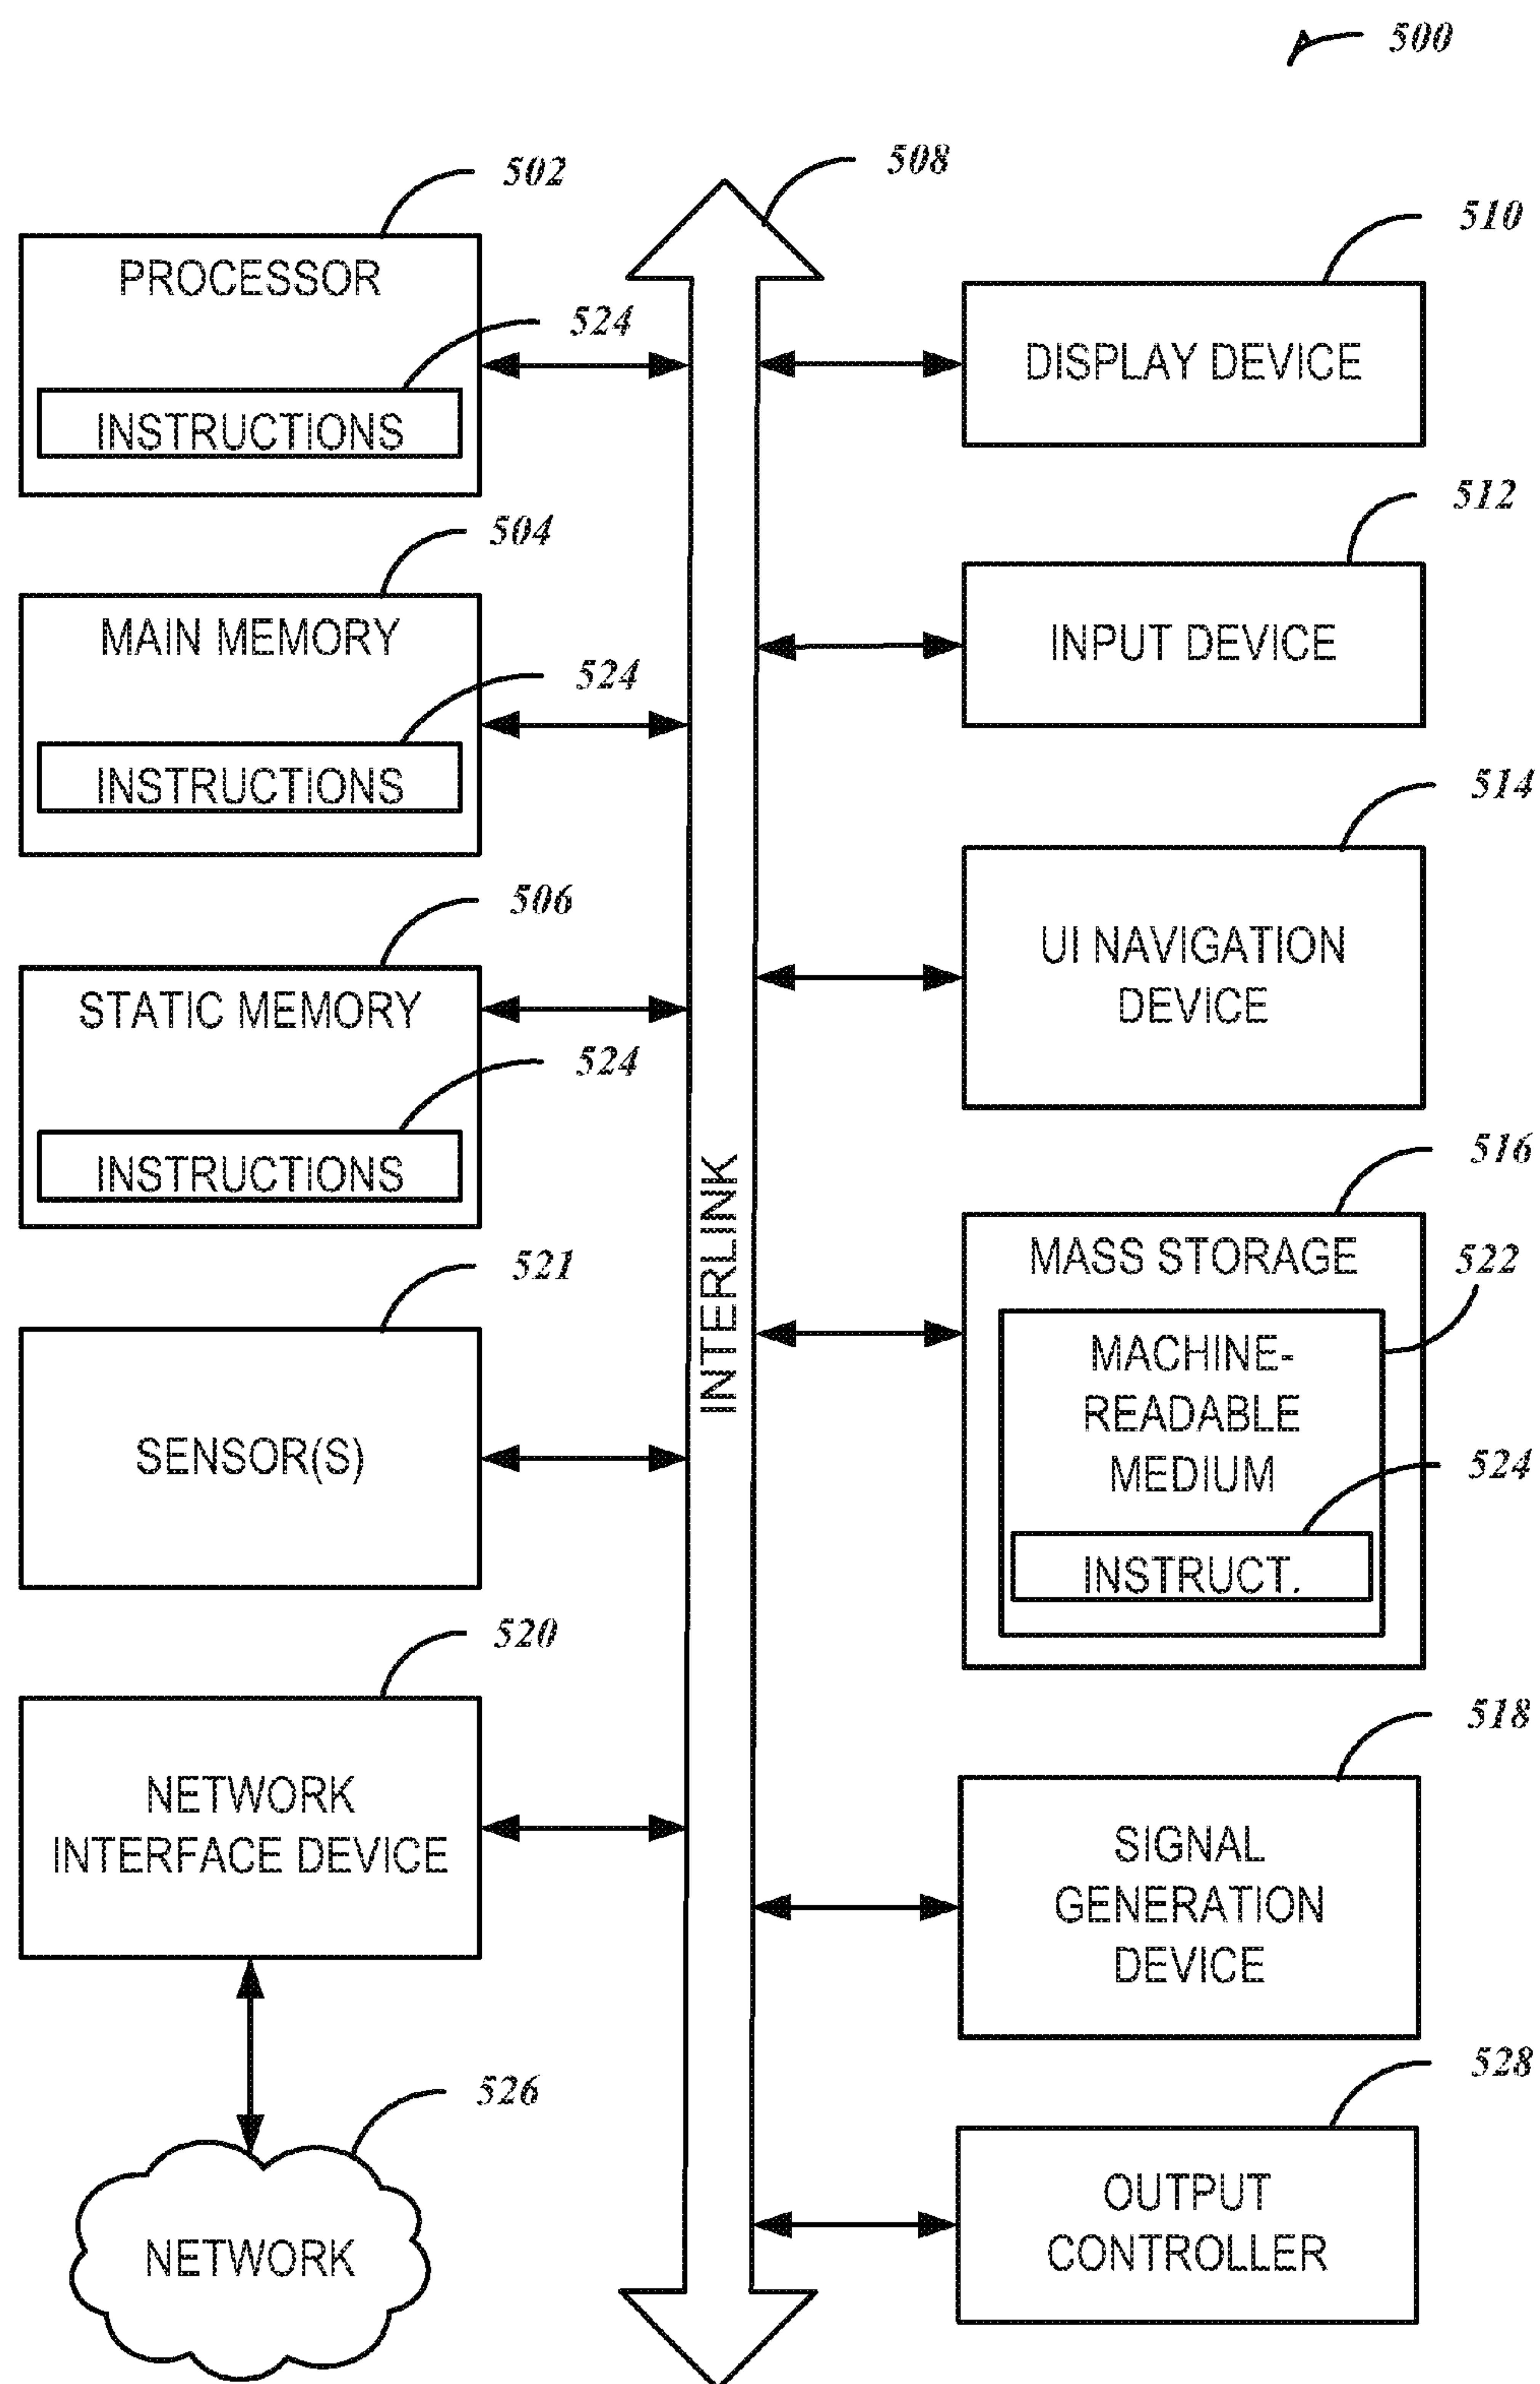 500
502
PROCESSOR
524
INSTRUCTIONS
504
MAIN MEMORY
524
INSTRUCTIONS
506
STATIC MEMORY
524
INSTRUCTIONS
521
SENSOR(S)
520
NETWORK
INTERFACE DEVICE
526
NETWORK
508
INTERLINK
510
DISPLAY DEVICE
512
INPUT DEVICE
514
UI NAVIGATION
DEVICE
516
MASS STORAGE
522
MACHINE-
READABLE
MEDIUM
524
INSTRUCT.
518
SIGNAL
GENERATION
DEVICE
528
OUTPUT
CONTROLLER